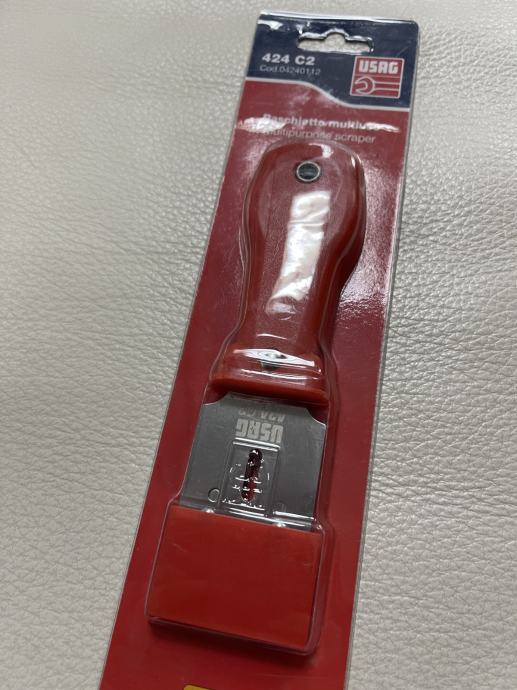 424 C2
Cod.04240112
USAG
Raschietto multiuso
Multipurpose scraper
USAG
424 C2